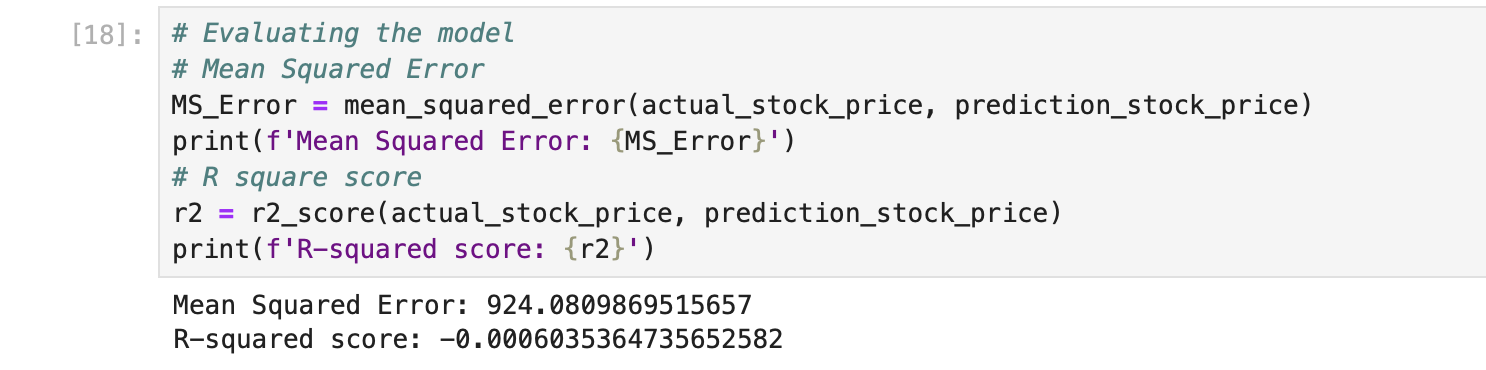 [18]:
# Evaluating the model
# Mean Squared Error
MS_Error = mean_squared_error(actual_stock_price, prediction_stock_price)
print(f'Mean Squared Error: {MS_Error}')
# R square score
r2 = r2_score(actual_stock_price, prediction_stock_price)
print(f'R-squared score: {r2}')
Mean Squared Error: 924.0809869515657
R-squared score: -0.0006035364735652582